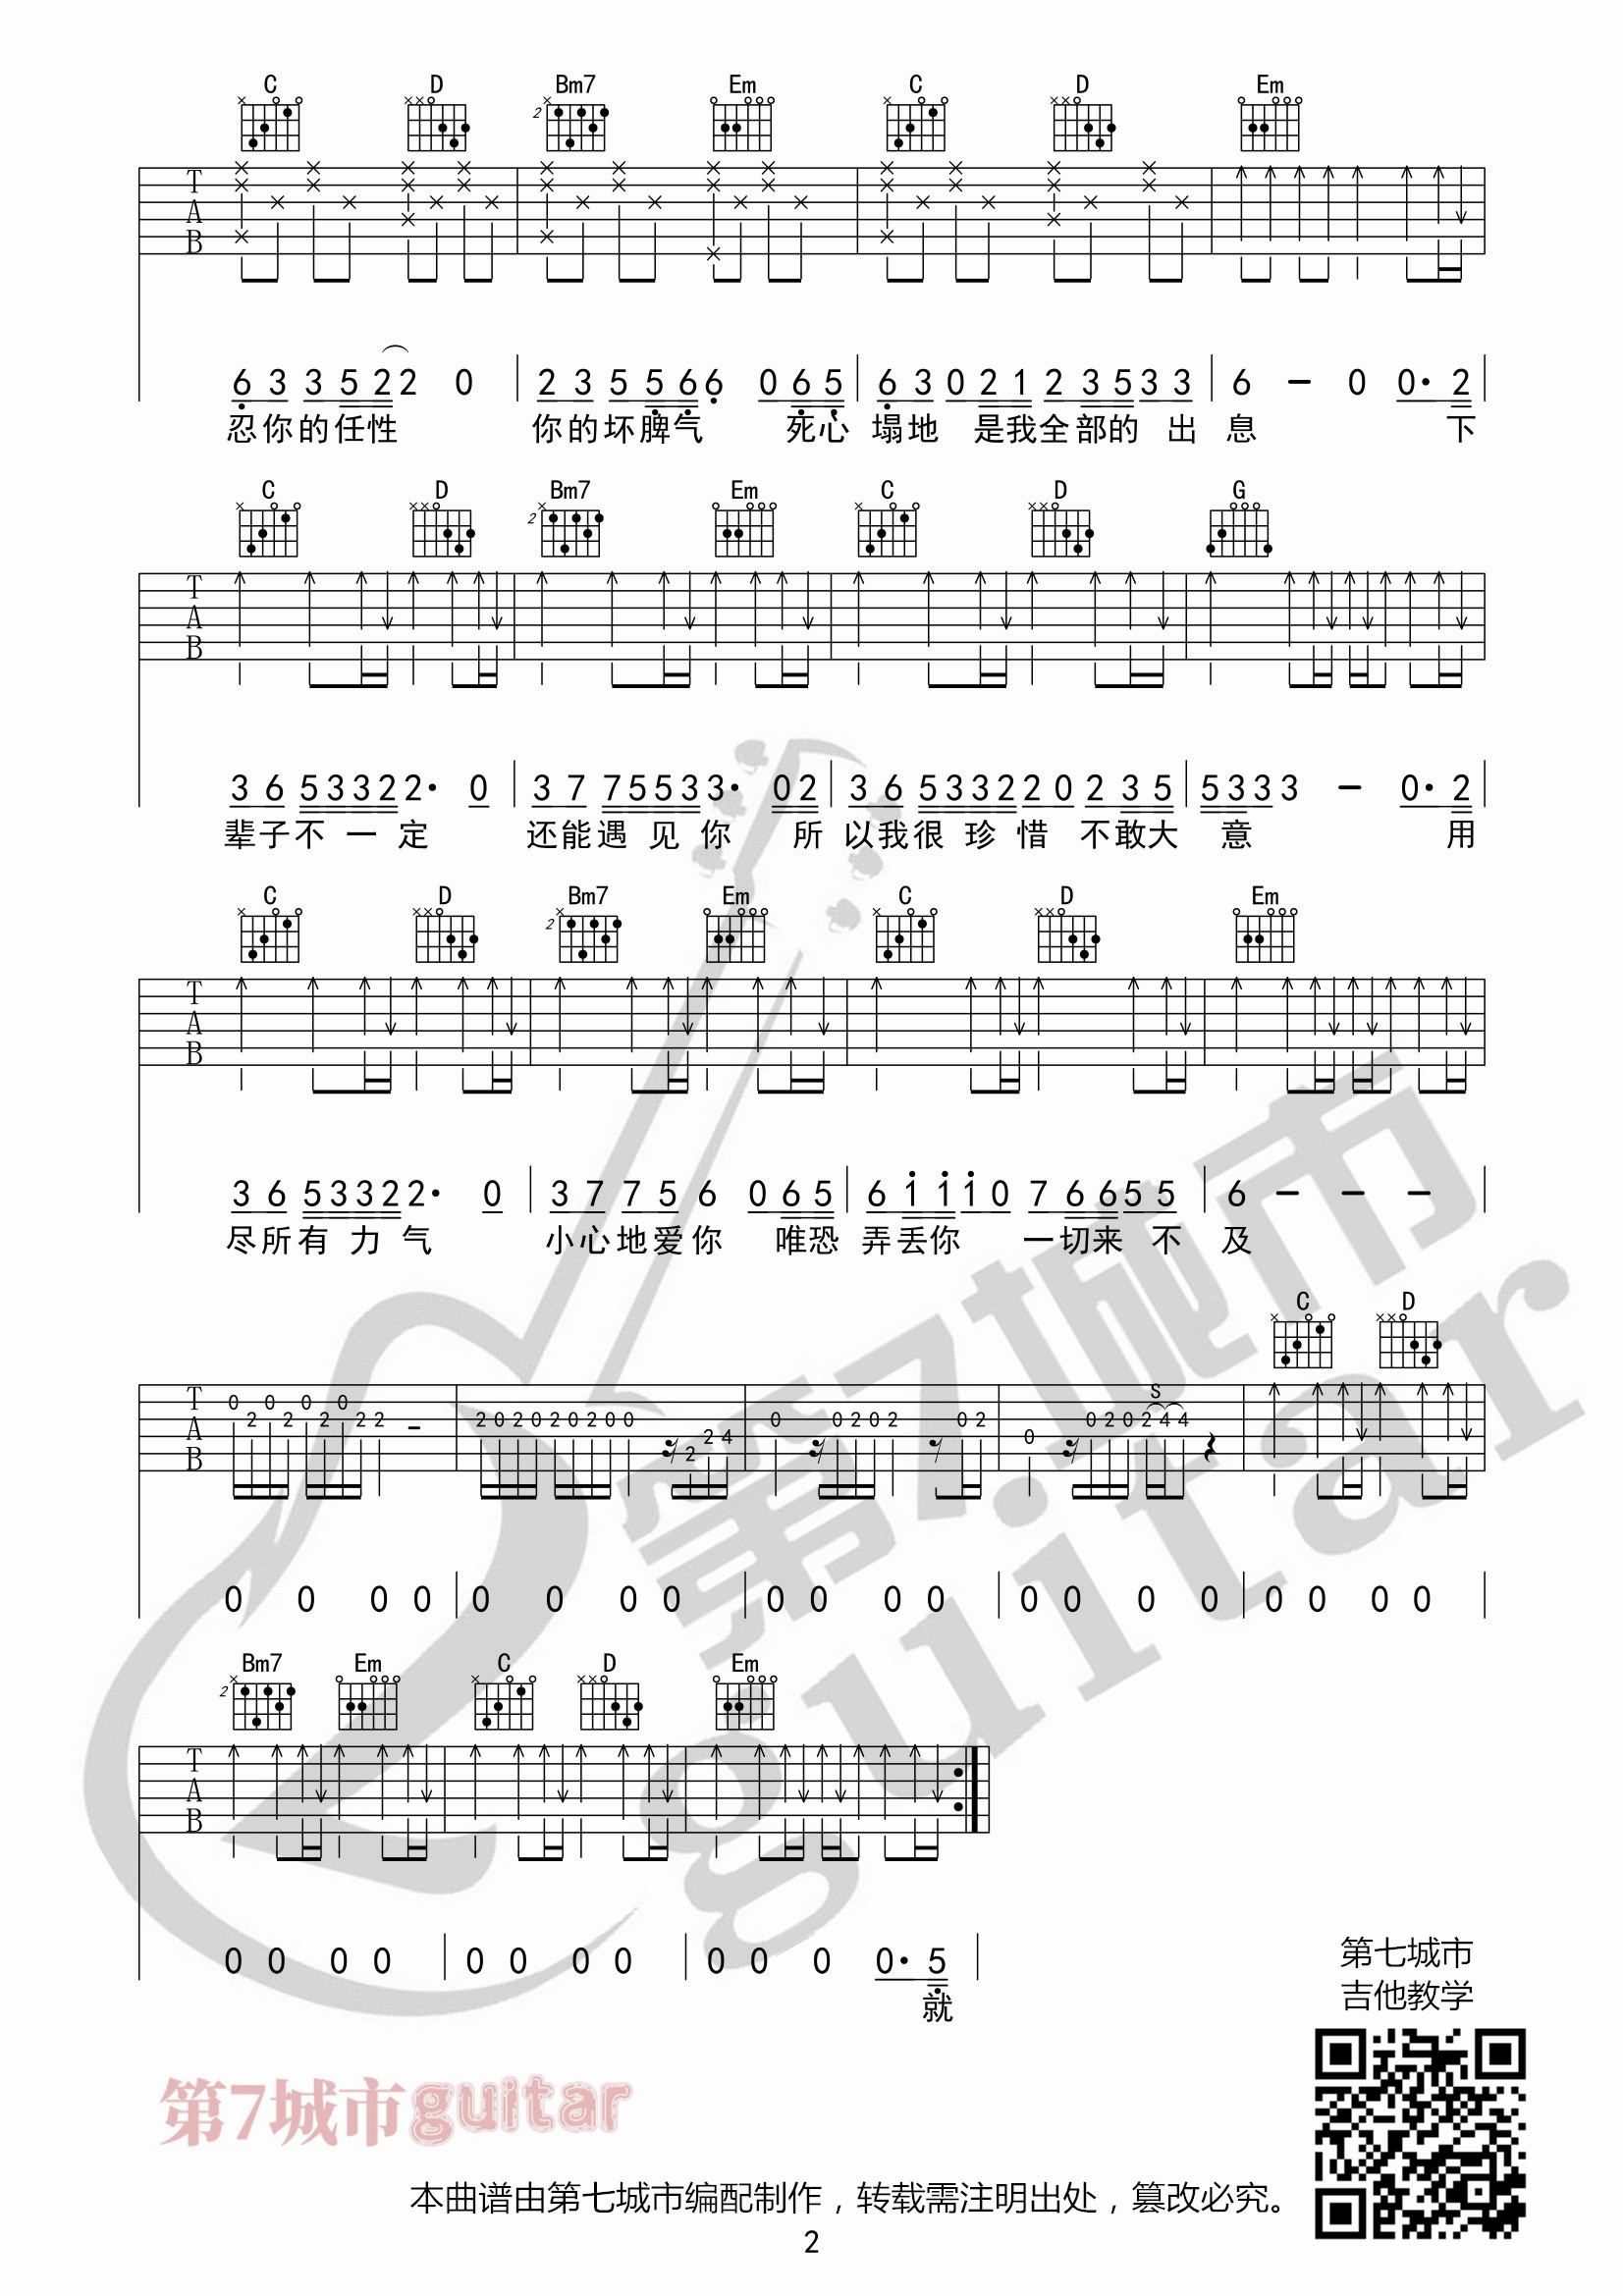 C D Bm7 Em C D Em
2
T
A
B
6 3 3 5 2 2 0 2 3 5 5 6 6 0 6 5 6 3 0 2 1 2 3 5 3 3 6 - 0 0· 2
忍你的任性 你的坏脾气 死心 塌地 是我全部的 出 息 下
C D Bm7 Em C D G
2
T
A
B
3 6 5 3 3 2 2· 0 3 7 7 5 5 3 3· 0 2 3 6 5 3 3 2 2 0 2 3 5 5 3 3 3 - 0· 2
辈子不 一 定 还能遇 见 你 所 以我很 珍 惜 不敢大 意 用
C D Bm7 Em C D Em
2
T
A
B
3 6 5 3 3 2 2· 0 3 7 7 5 6 0 6 5 6 1 1 1 0 7 6 6 5 5 6 - - -
尽所有 力 气 小心地爱你 唯恐 弄丢你 一切来 不 及
C D
S
T
A
B
0 2 0 2 0 2 0 2 2 2 0 2 0 2 0 2 0 0 2 2 4 0 0 2 0 2 0 2 0 0 2 0 2 4 4
0 0 0 0 0 0 0 0 0 0 0 0 0 0 0 0 0 0 0 0
Bm7 Em C D Em
2
T
A
B
0 0 0 0 0 0 0 0 0 0 0 0· 5
就
第7城市
guitar
第七城市
吉他教学
第7城市guitar
本曲谱由第七城市编配制作，转载需注明出处，篡改必究。
2